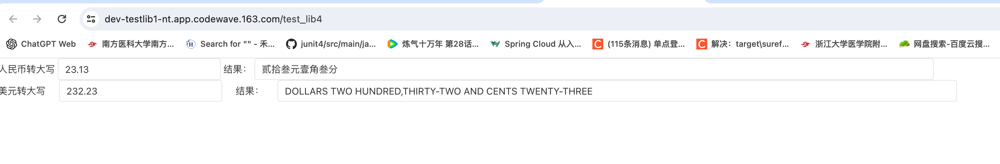 dev-testlib1-nt.app.codewave.163.com/test_lib4
ChatGPT Web 南方医科大学南方... Search for "" - 禾... junit4/src/main/ja... 炼气十万年 第28话... Spring Cloud 从入... (115条消息) 单点登... 解决：target\suref... 浙江大学医学院附... 网盘搜索-百度云搜...
人民币转大写 23.13 结果： 贰拾叁元壹角叁分
美元转大写 232.23 结果： DOLLARS TWO HUNDRED,THIRTY-TWO AND CENTS TWENTY-THREE